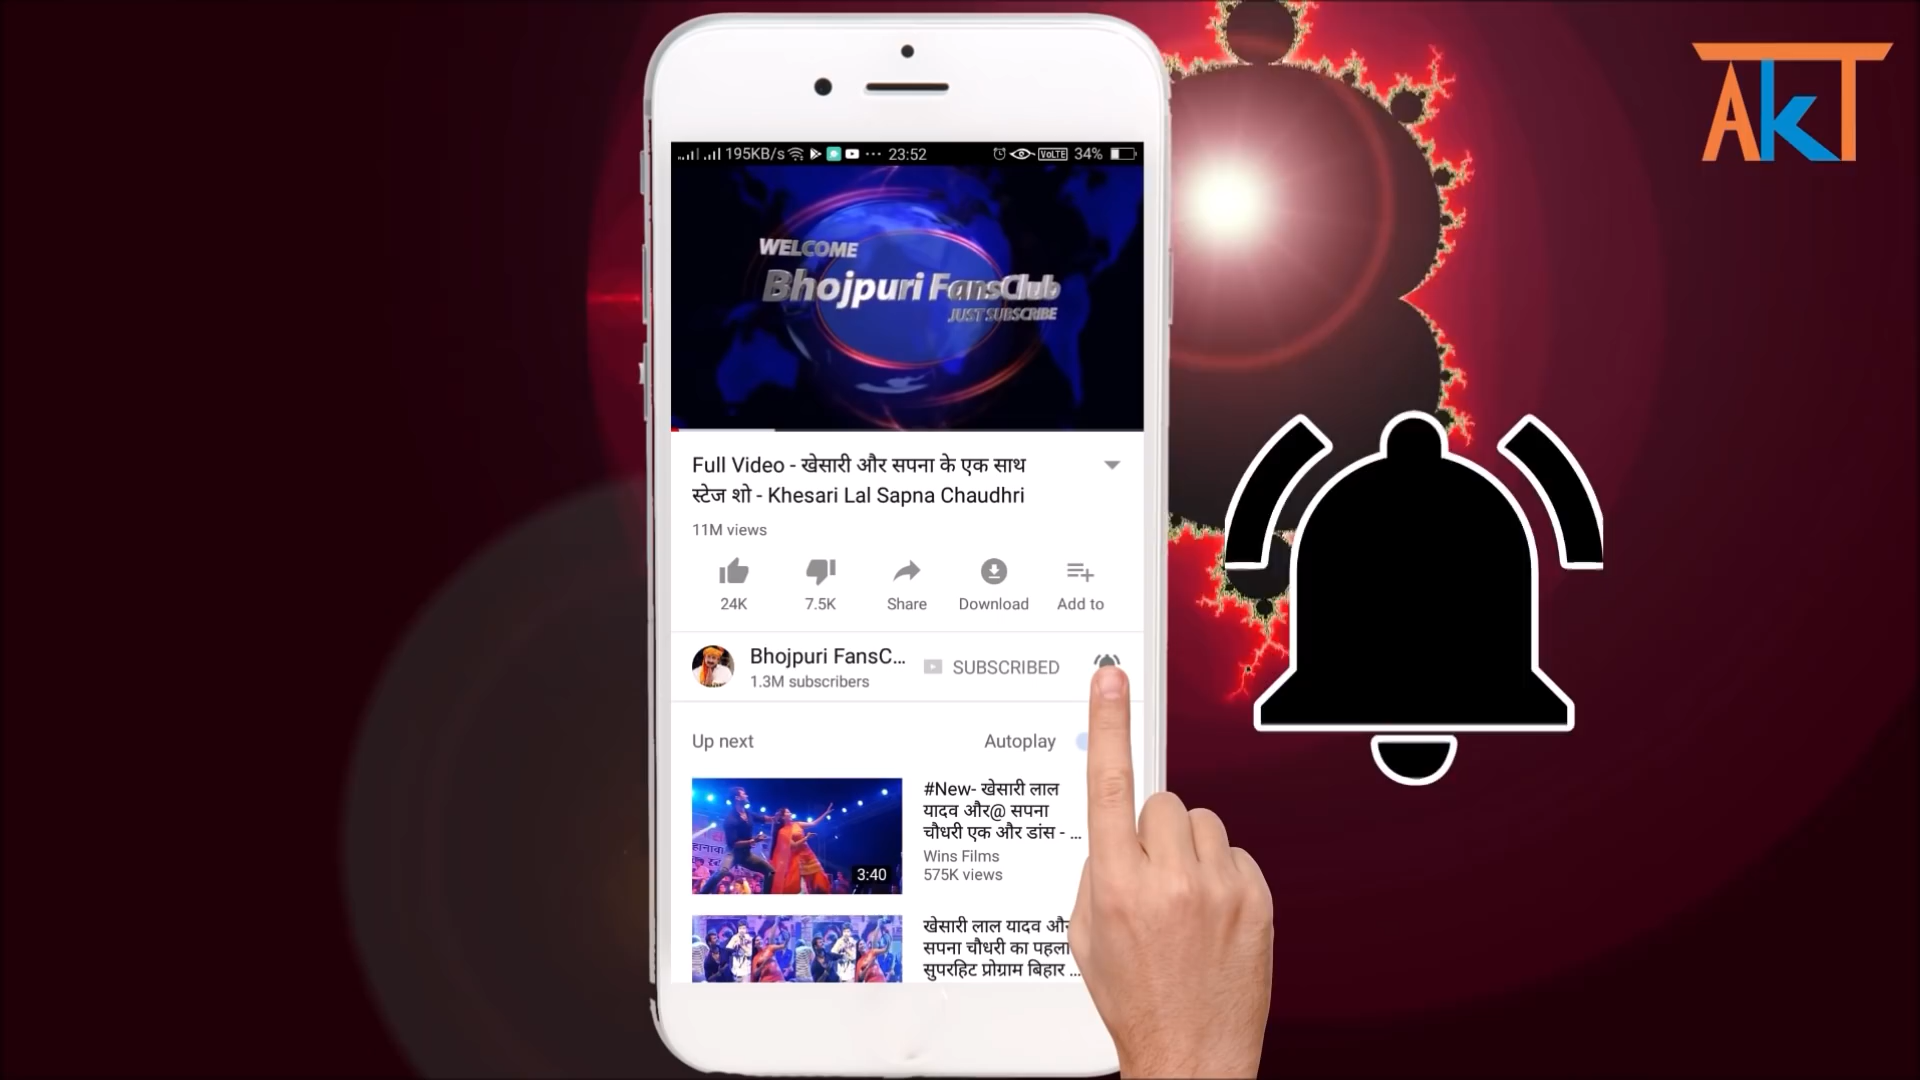 AKT
195KB/s ... 23:52 VoLTE 34%
WELCOME
Bhojpuri FansClub
JUST SUBSCRIBE
Full Video - खेसारी और सपना के एक साथ
स्टेज शो - Khesari Lal Sapna Chaudhri
11M views
24K 7.5K Share Download Add to
Bhojpuri FansC...
1.3M subscribers
SUBSCRIBED
Up next Autoplay
#New- खेसारी लाल
यादव और@ सपना
चौधरी एक और डांस - ...
Wins Films
575K views
3:40
खेसारी लाल यादव और
सपना चौधरी का पहला
सुपरहिट प्रोग्राम बिहार ...